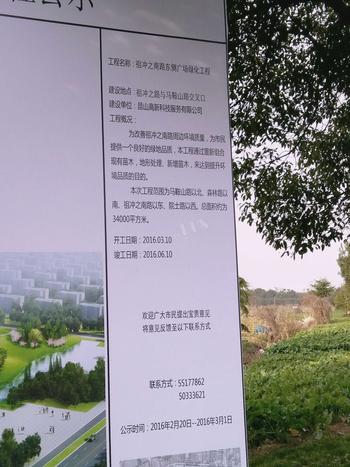 公示
工程名称：祖冲之南路东侧广场绿化工程
建设地点：祖冲之路与马鞍山路交叉口
建设单位：昆山高新科技服务有限公司
工程概况：
为改善祖冲之南路周边环境质量，为市民
提供一个良好的绿地品质，本工程通过重新组合
现有苗木，地形处理，新增苗木，来达到提升环
境品质的目的。
本次工程范围为马鞍山路以北、森林路以
南、祖冲之南路以东、院士路以西。总面积约为
34000平方米。
开工日期：2016.03.10
竣工日期：2016.06.10
欢迎广大市民提出宝贵意见
将意见反馈至以下联系方式
联系方式：55177862
50333621
公示时间：2016年2月20日--2016年3月1日